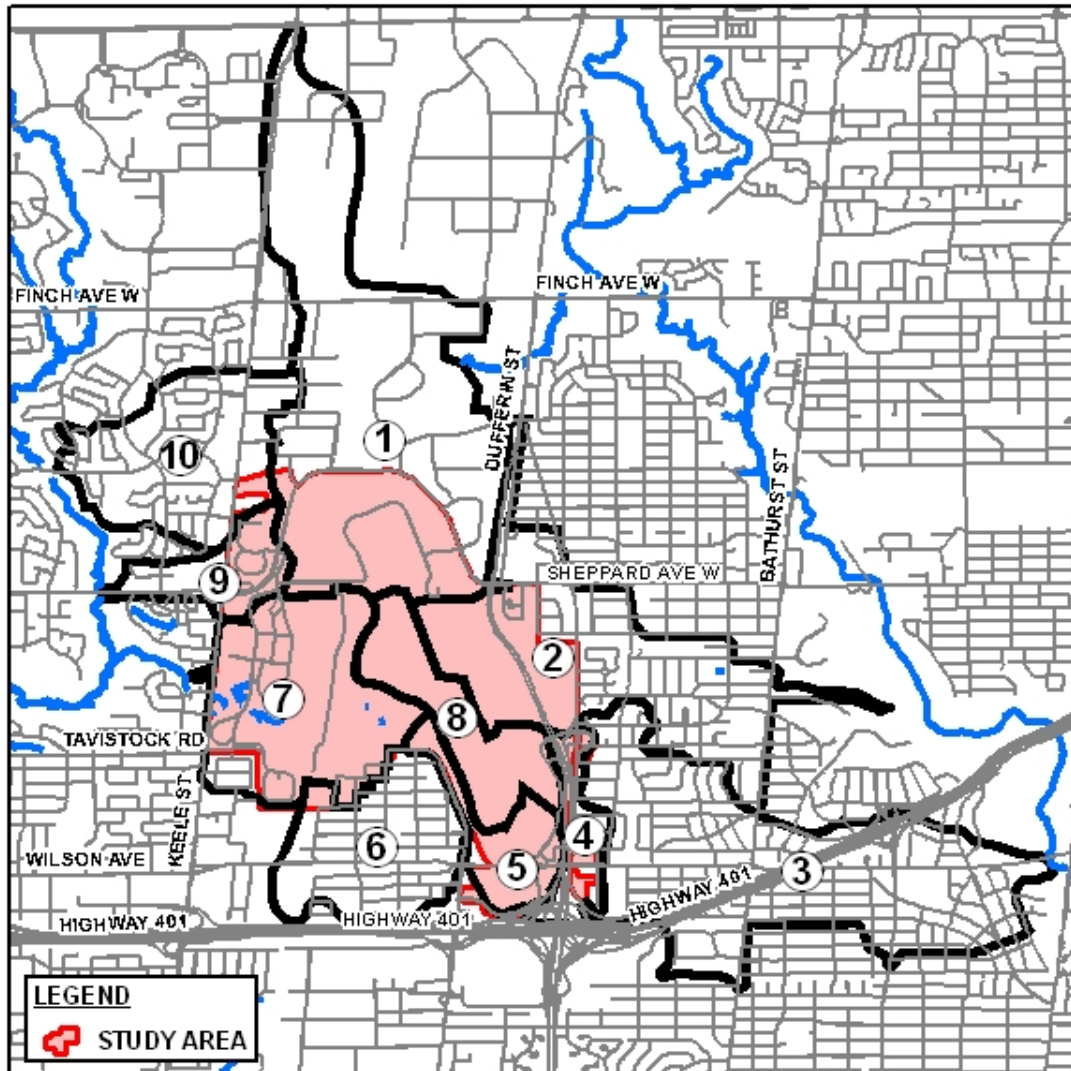 FINCH AVE W
FINCH AVE W
DUFFERIN ST
1
10
BATHURST ST
SHEPPARD AVE W
9
2
7
8
TAVISTOCK RD
KEELE ST
4
6
WILSON AVE
5
3
HIGHWAY 401
HIGHWAY 401
HIGHWAY 401
LEGEND
STUDY AREA